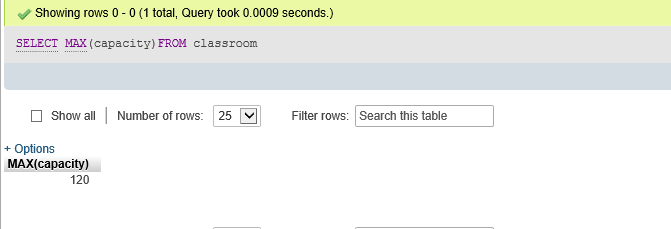 Showing rows 0 - 0 (1 total, Query took 0.0009 seconds.)
SELECT MAX(capacity)FROM classroom
Show all Number of rows: 25 Filter rows: Search this table
+ Options
MAX(capacity)
120